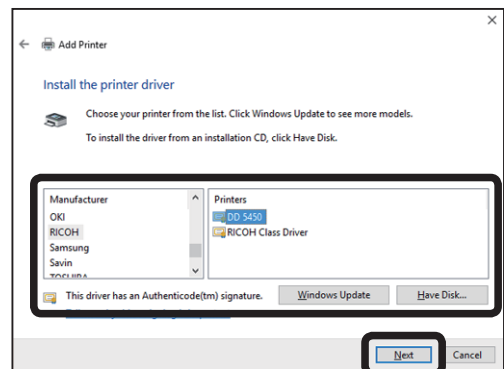 Add Printer
Install the printer driver
Choose your printer from the list. Click Windows Update to see more models.
To install the driver from an installation CD, click Have Disk.
Manufacturer
OKI
RICOH
Samsung
Savin
TOSHIBA
Printers
DD 5450
RICOH Class Driver
This driver has an Authenticode(tm) signature.
Windows Update
Have Disk...
Next
Cancel